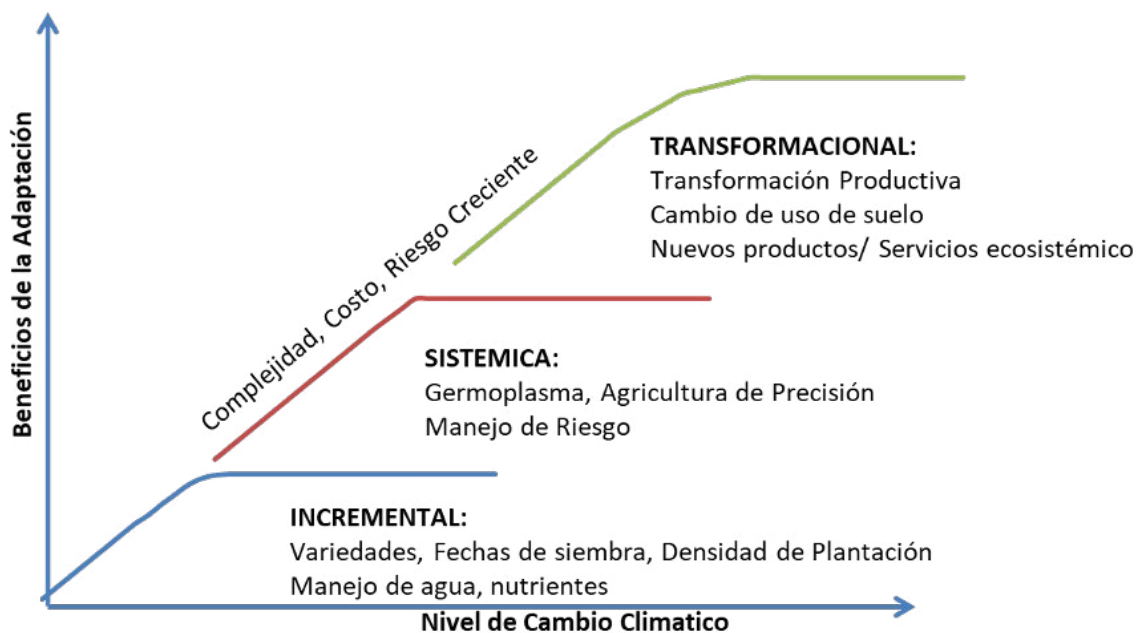 Beneficios de la Adaptación
Complejidad, Costo, Riesgo Creciente
TRANSFORMACIONAL:
Transformación Productiva
Cambio de uso de suelo
Nuevos productos/ Servicios ecosistémico
SISTEMICA:
Germoplasma, Agricultura de Precisión
Manejo de Riesgo
INCREMENTAL:
Variedades, Fechas de siembra, Densidad de Plantación
Manejo de agua, nutrientes
Nivel de Cambio Climatico